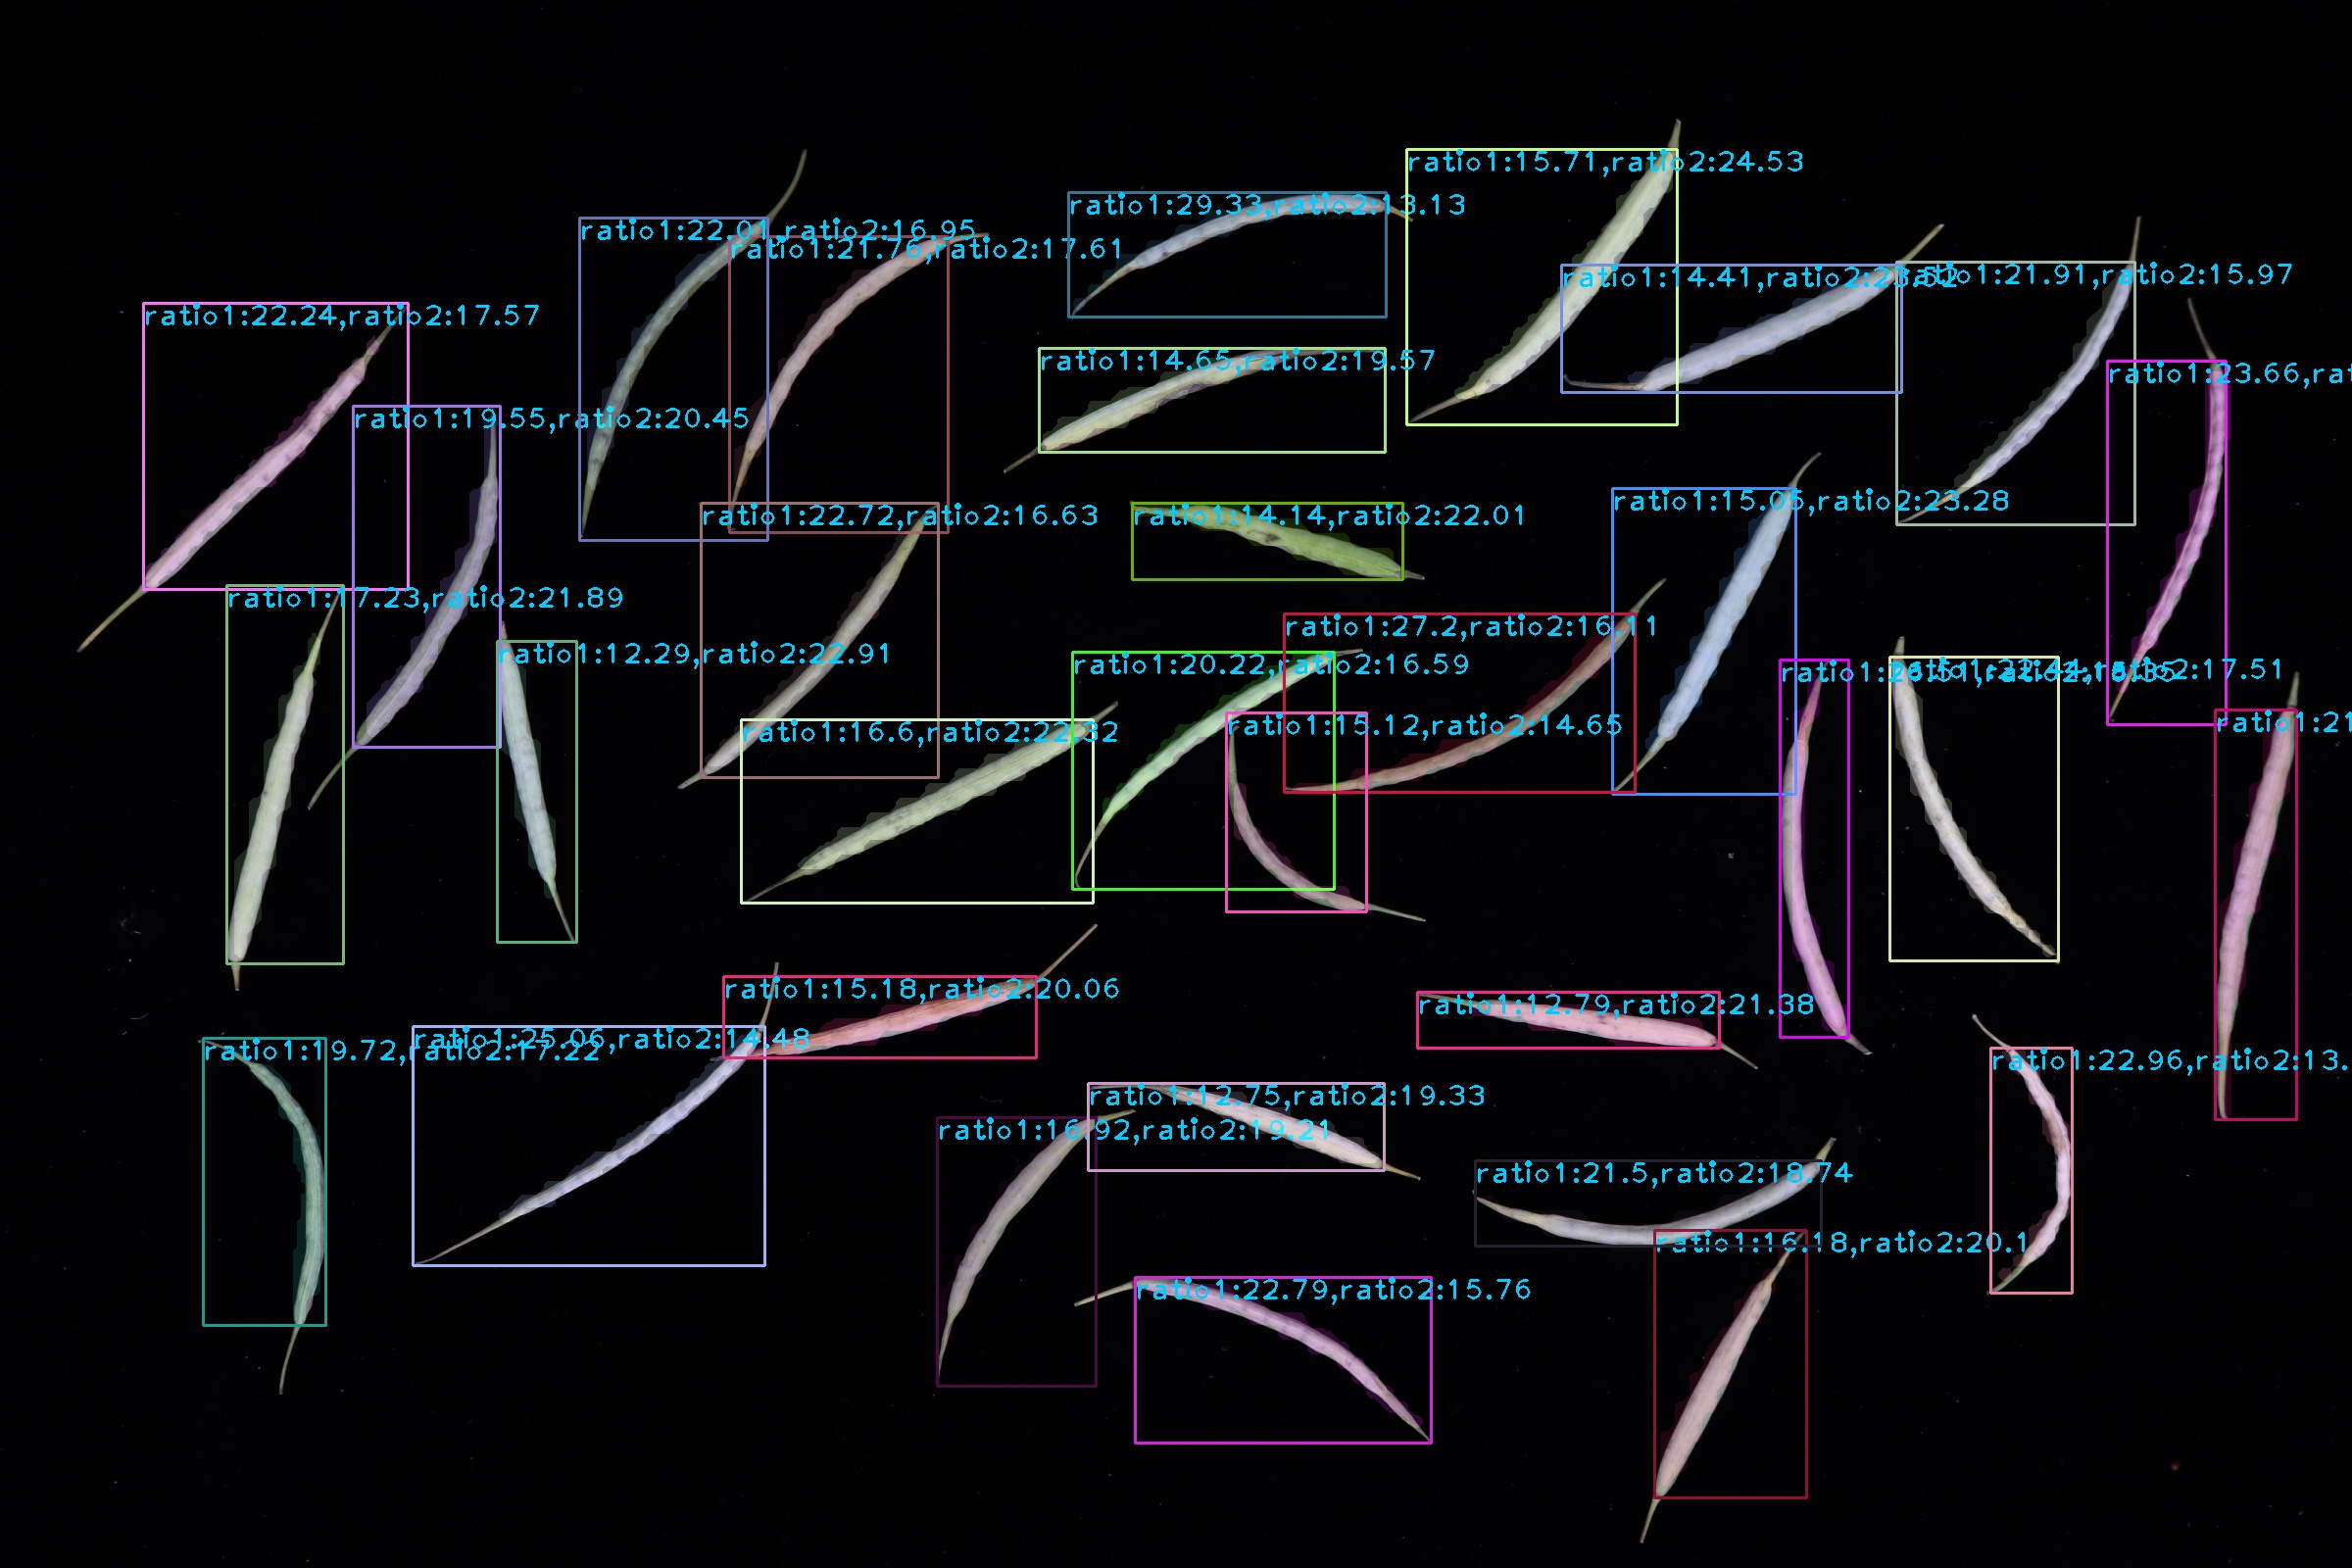 ratio1:15.71,ratio2:24.53
ratio1:29.33,ratio2:13.13
ratio1:22.01,ratio2:16.95
ratio1:21.76,ratio2:17.61
ratio1:14.41,ratio2:23.52
ratio1:21.91,ratio2:15.97
ratio1:22.24,ratio2:17.57
ratio1:14.65,ratio2:19.57
ratio1:23.66,rat
ratio1:19.55,ratio2:20.45
ratio1:15.05,ratio2:23.28
ratio1:22.72,ratio2:16.63
ratio1:14.14,ratio2:22.01
ratio1:17.23,ratio2:21.89
ratio1:27.2,ratio2:16.11
ratio1:12.29,ratio2:22.91
ratio1:20.22,ratio2:16.59
ratio2:17.51
ratio1:21
ratio1:15.12,ratio2:14.65
ratio1:16.6,ratio2:22.32
ratio1:15.18,ratio2:20.06
ratio1:12.79,ratio2:21.38
ratio1:25.06,ratio2:14.48
ratio1:19.72,ratio2:17.22
ratio1:22.96,ratio2:13.
ratio1:12.75,ratio2:19.33
ratio1:16.92,ratio2:19.21
ratio1:21.5,ratio2:18.74
ratio1:16.18,ratio2:20.1
ratio1:22.79,ratio2:15.76